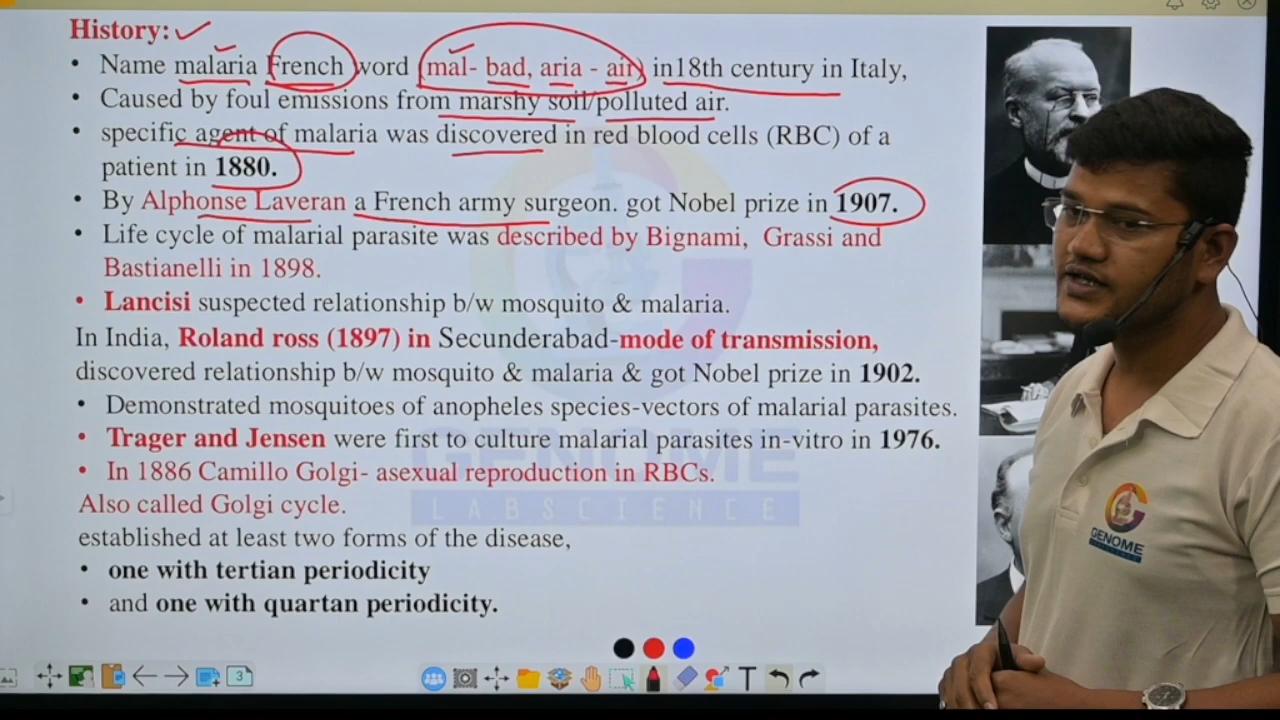 History:
• Name malaria French word (mal- bad, aria - air) in18th century in Italy,
• Caused by foul emissions from marshy soil/polluted air.
• specific agent of malaria was discovered in red blood cells (RBC) of a
patient in 1880.
• By Alphonse Laveran a French army surgeon. got Nobel prize in 1907.
• Life cycle of malarial parasite was described by Bignami, Grassi and
Bastianelli in 1898.
• Lancisi suspected relationship b/w mosquito & malaria.
In India, Roland ross (1897) in Secunderabad-mode of transmission,
discovered relationship b/w mosquito & malaria & got Nobel prize in 1902.
• Demonstrated mosquitoes of anopheles species-vectors of malarial parasites.
• Trager and Jensen were first to culture malarial parasites in-vitro in 1976.
• In 1886 Camillo Golgi- asexual reproduction in RBCs.
Also called Golgi cycle.
established at least two forms of the disease,
• one with tertian periodicity
• and one with quartan periodicity.
GENOME
LABSCIENCE
GENOME
3
T